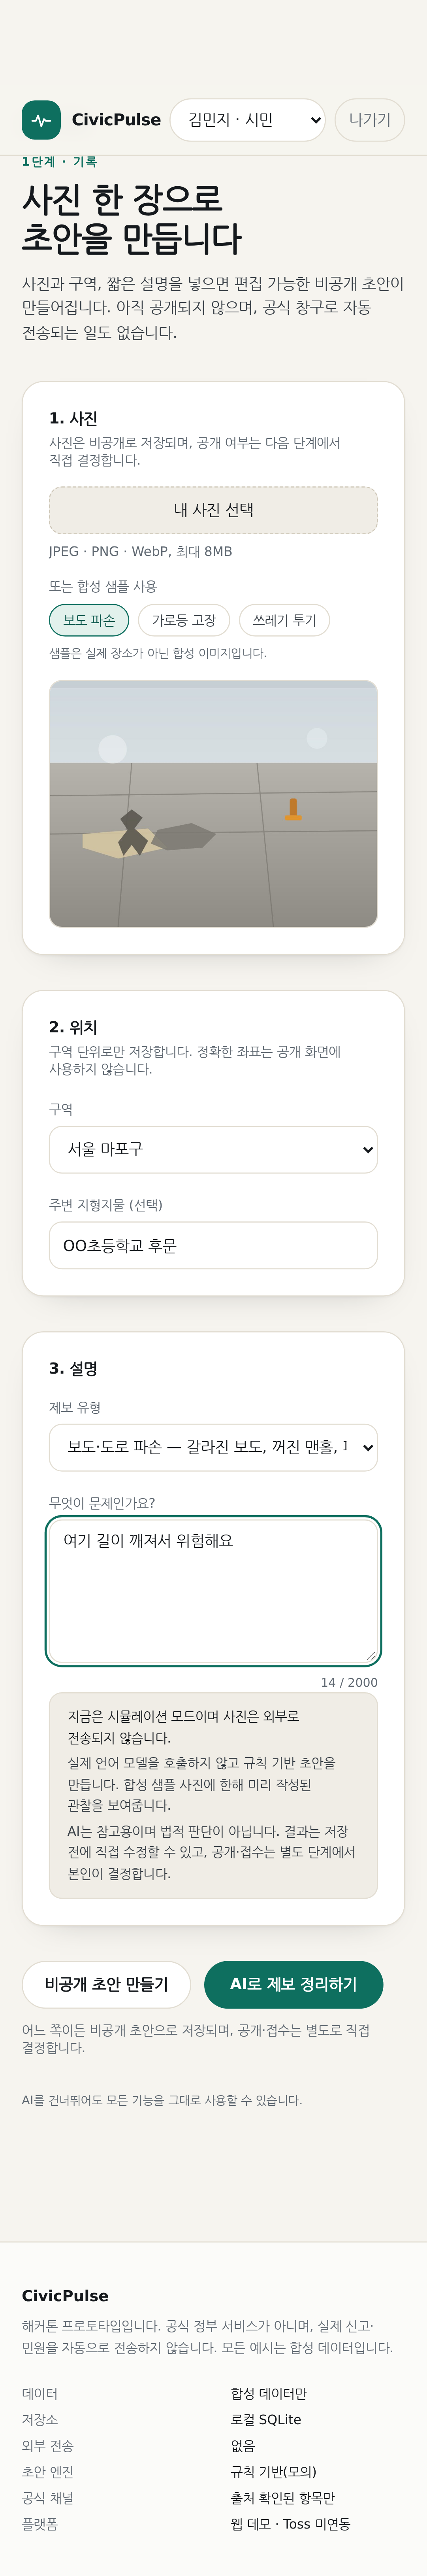 CivicPulse
김민지 · 시민
나가기
1단계 · 기록
사진 한 장으로
초안을 만듭니다
사진과 구역, 짧은 설명을 넣으면 편집 가능한 비공개 초안이
만들어집니다. 아직 공개되지 않으며, 공식 창구로 자동
전송되는 일도 없습니다.
1. 사진
사진은 비공개로 저장되며, 공개 여부는 다음 단계에서
직접 결정합니다.
내 사진 선택
JPEG · PNG · WebP, 최대 8MB
또는 합성 샘플 사용
보도 파손
가로등 고장
쓰레기 투기
샘플은 실제 장소가 아닌 합성 이미지입니다.
2. 위치
구역 단위로만 저장합니다. 정확한 좌표는 공개 화면에
사용하지 않습니다.
구역
서울 마포구
주변 지형지물 (선택)
OO초등학교 후문
3. 설명
제보 유형
보도·도로 파손 — 갈라진 보도, 꺼진 맨홀,
무엇이 문제인가요?
여기 길이 깨져서 위험해요
14 / 2000
지금은 시뮬레이션 모드이며 사진은 외부로
전송되지 않습니다.
실제 언어 모델을 호출하지 않고 규칙 기반 초안을
만듭니다. 합성 샘플 사진에 한해 미리 작성된
관찰을 보여줍니다.
AI는 참고용이며 법적 판단이 아닙니다. 결과는 저장
전에 직접 수정할 수 있고, 공개·접수는 별도 단계에서
본인이 결정합니다.
비공개 초안 만들기
AI로 제보 정리하기
어느 쪽이든 비공개 초안으로 저장되며, 공개·접수는 별도로 직접
결정합니다.
AI를 건너뛰어도 모든 기능을 그대로 사용할 수 있습니다.
CivicPulse
해커톤 프로토타입입니다. 공식 정부 서비스가 아니며, 실제 신고·
민원을 자동으로 전송하지 않습니다. 모든 예시는 합성 데이터입니다.
데이터
합성 데이터만
저장소
로컬 SQLite
외부 전송
없음
초안 엔진
규칙 기반(모의)
공식 채널
출처 확인된 항목만
플랫폼
웹 데모 · Toss 미연동